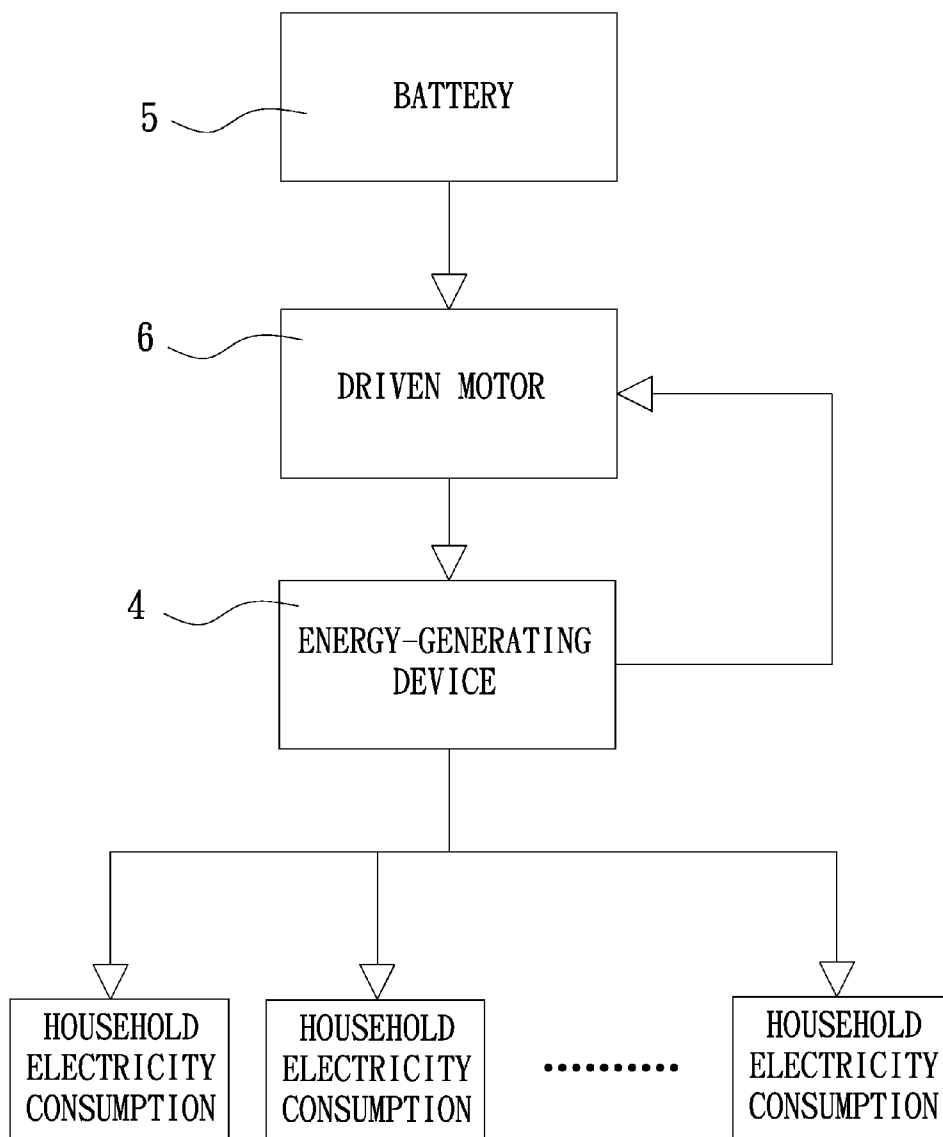 5
BATTERY
6
DRIVEN MOTOR
4
ENERGY-GENERATING
DEVICE
HOUSEHOLD
ELECTRICITY
CONSUMPTION
HOUSEHOLD
ELECTRICITY
CONSUMPTION
HOUSEHOLD
ELECTRICITY
CONSUMPTION